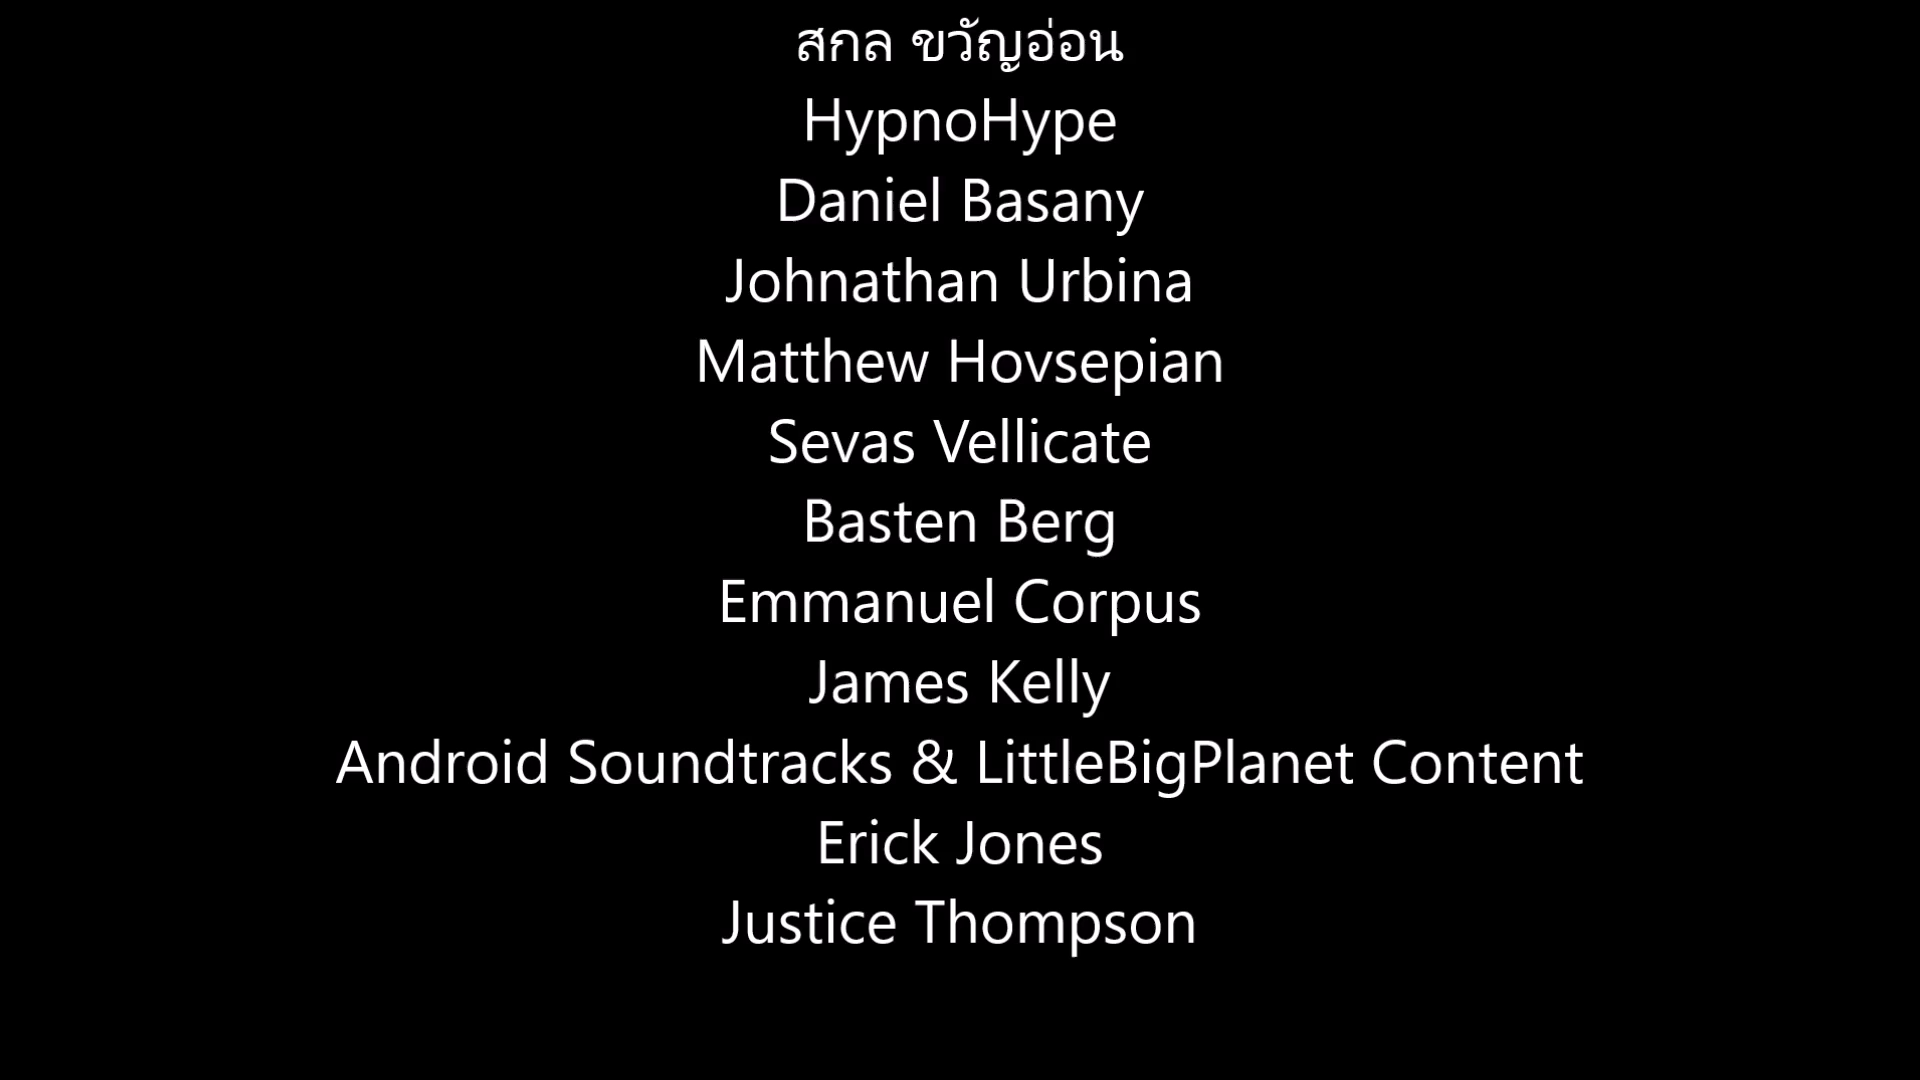 สกล ขวัญอ่อน
HypnoHype
Daniel Basany
Johnathan Urbina
Matthew Hovsepian
Sevas Vellicate
Basten Berg
Emmanuel Corpus
James Kelly
Android Soundtracks & LittleBigPlanet Content
Erick Jones
Justice Thompson